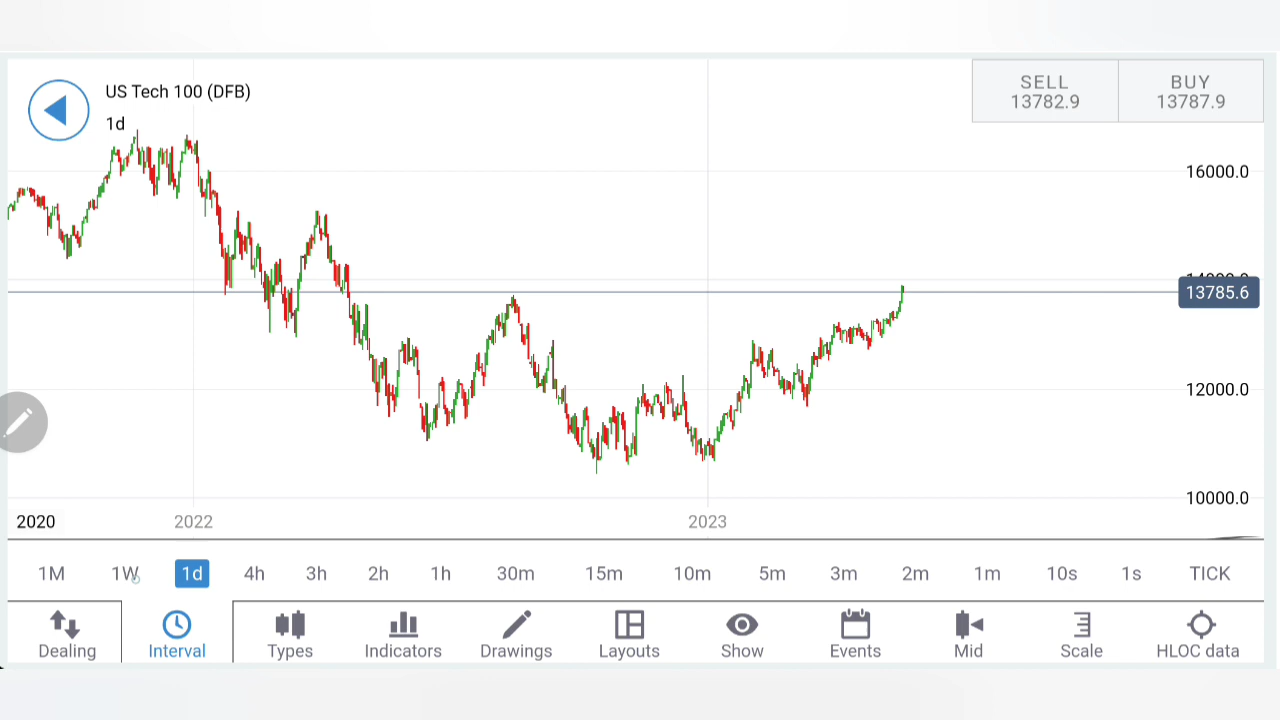 US Tech 100 (DFB)
1d
SELL
13782.9
BUY
13787.9
16000.0
13785.6
12000.0
10000.0
2020
2022
2023
1M 1W 1d 4h 3h 2h 1h 30m 15m 10m 5m 3m 2m 1m 10s 1s TICK
Dealing Interval Types Indicators Drawings Layouts Show Events Mid Scale HLOC data